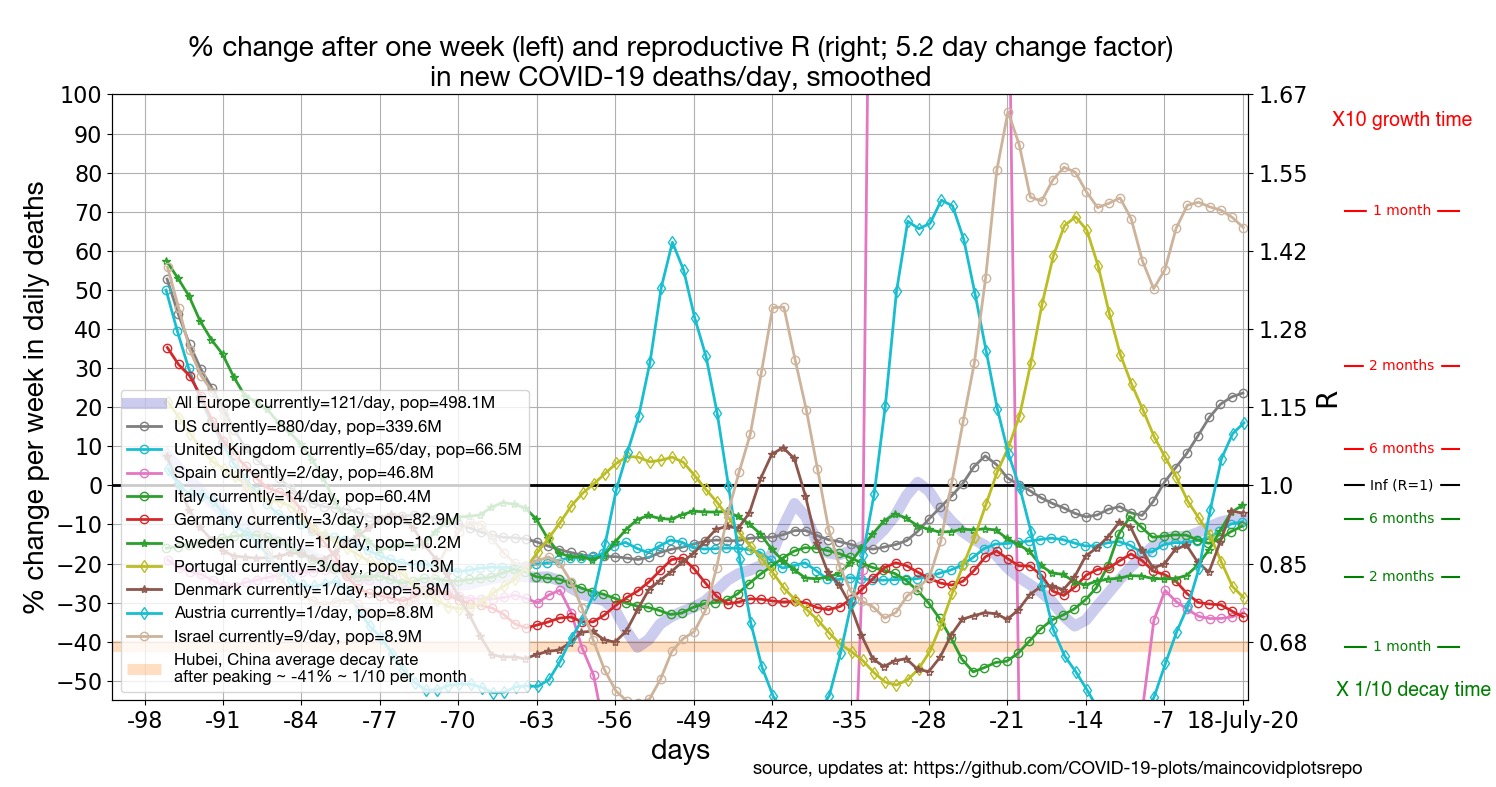 % change after one week (left) and reproductive R (right; 5.2 day change factor)
in new COVID-19 deaths/day, smoothed
% change per week in daily deaths
100
90
80
70
60
50
40
30
20
10
0
−10
−20
−30
−40
−50
All Europe currently=121/day, pop=498.1M
US currently=880/day, pop=339.6M
United Kingdom currently=65/day, pop=66.5M
Spain currently=2/day, pop=46.8M
Italy currently=14/day, pop=60.4M
Germany currently=3/day, pop=82.9M
Sweden currently=11/day, pop=10.2M
Portugal currently=3/day, pop=10.3M
Denmark currently=1/day, pop=5.8M
Austria currently=1/day, pop=8.8M
Israel currently=9/day, pop=8.9M
Hubei, China average decay rate
after peaking ~ -41% ~ 1/10 per month
-98 -91 -84 -77 -70 -63 -56 -49 -42 -35 -28 -21 -14 -7 18-July-20
days
1.67
1.55
1.42
1.28
1.15
1.0
0.85
0.68
R
X10 growth time
1 month
2 months
6 months
Inf (R=1)
6 months
2 months
1 month
X 1/10 decay time
source, updates at: https://github.com/COVID-19-plots/maincovidplotsrepo